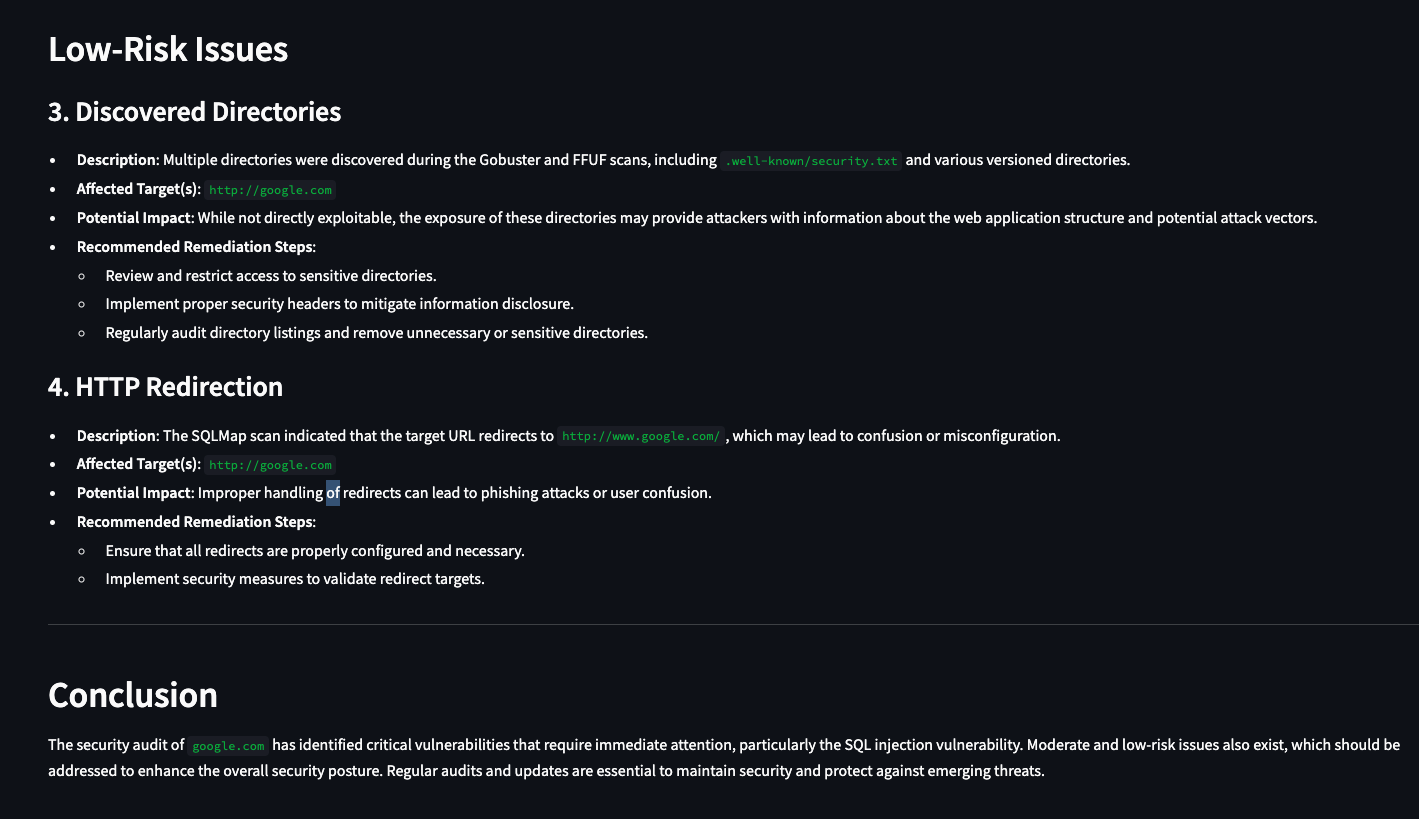 Low-Risk Issues
3. Discovered Directories
• Description: Multiple directories were discovered during the Gobuster and FFUF scans, including .well-known/security.txt and various versioned directories.
• Affected Target(s): http://google.com
• Potential Impact: While not directly exploitable, the exposure of these directories may provide attackers with information about the web application structure and potential attack vectors.
• Recommended Remediation Steps:
◦ Review and restrict access to sensitive directories.
◦ Implement proper security headers to mitigate information disclosure.
◦ Regularly audit directory listings and remove unnecessary or sensitive directories.
4. HTTP Redirection
• Description: The SQLMap scan indicated that the target URL redirects to http://www.google.com/ , which may lead to confusion or misconfiguration.
• Affected Target(s): http://google.com
• Potential Impact: Improper handling of redirects can lead to phishing attacks or user confusion.
• Recommended Remediation Steps:
◦ Ensure that all redirects are properly configured and necessary.
◦ Implement security measures to validate redirect targets.
Conclusion
The security audit of google.com has identified critical vulnerabilities that require immediate attention, particularly the SQL injection vulnerability. Moderate and low-risk issues also exist, which should be
addressed to enhance the overall security posture. Regular audits and updates are essential to maintain security and protect against emerging threats.